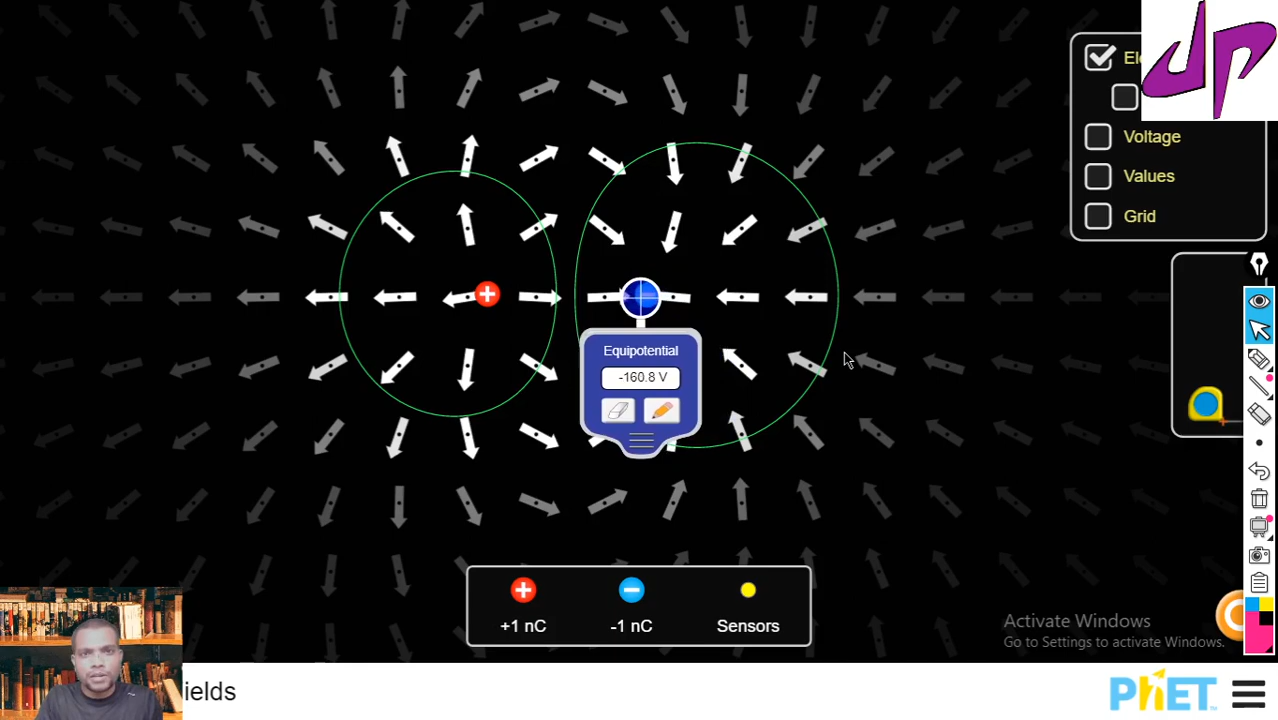 Ele
Voltage
Values
Grid
Equipotential
-160.8 V
+1 nC
-1 nC
Sensors
Activate Windows
Go to Settings to activate Windows.
ields
PhET